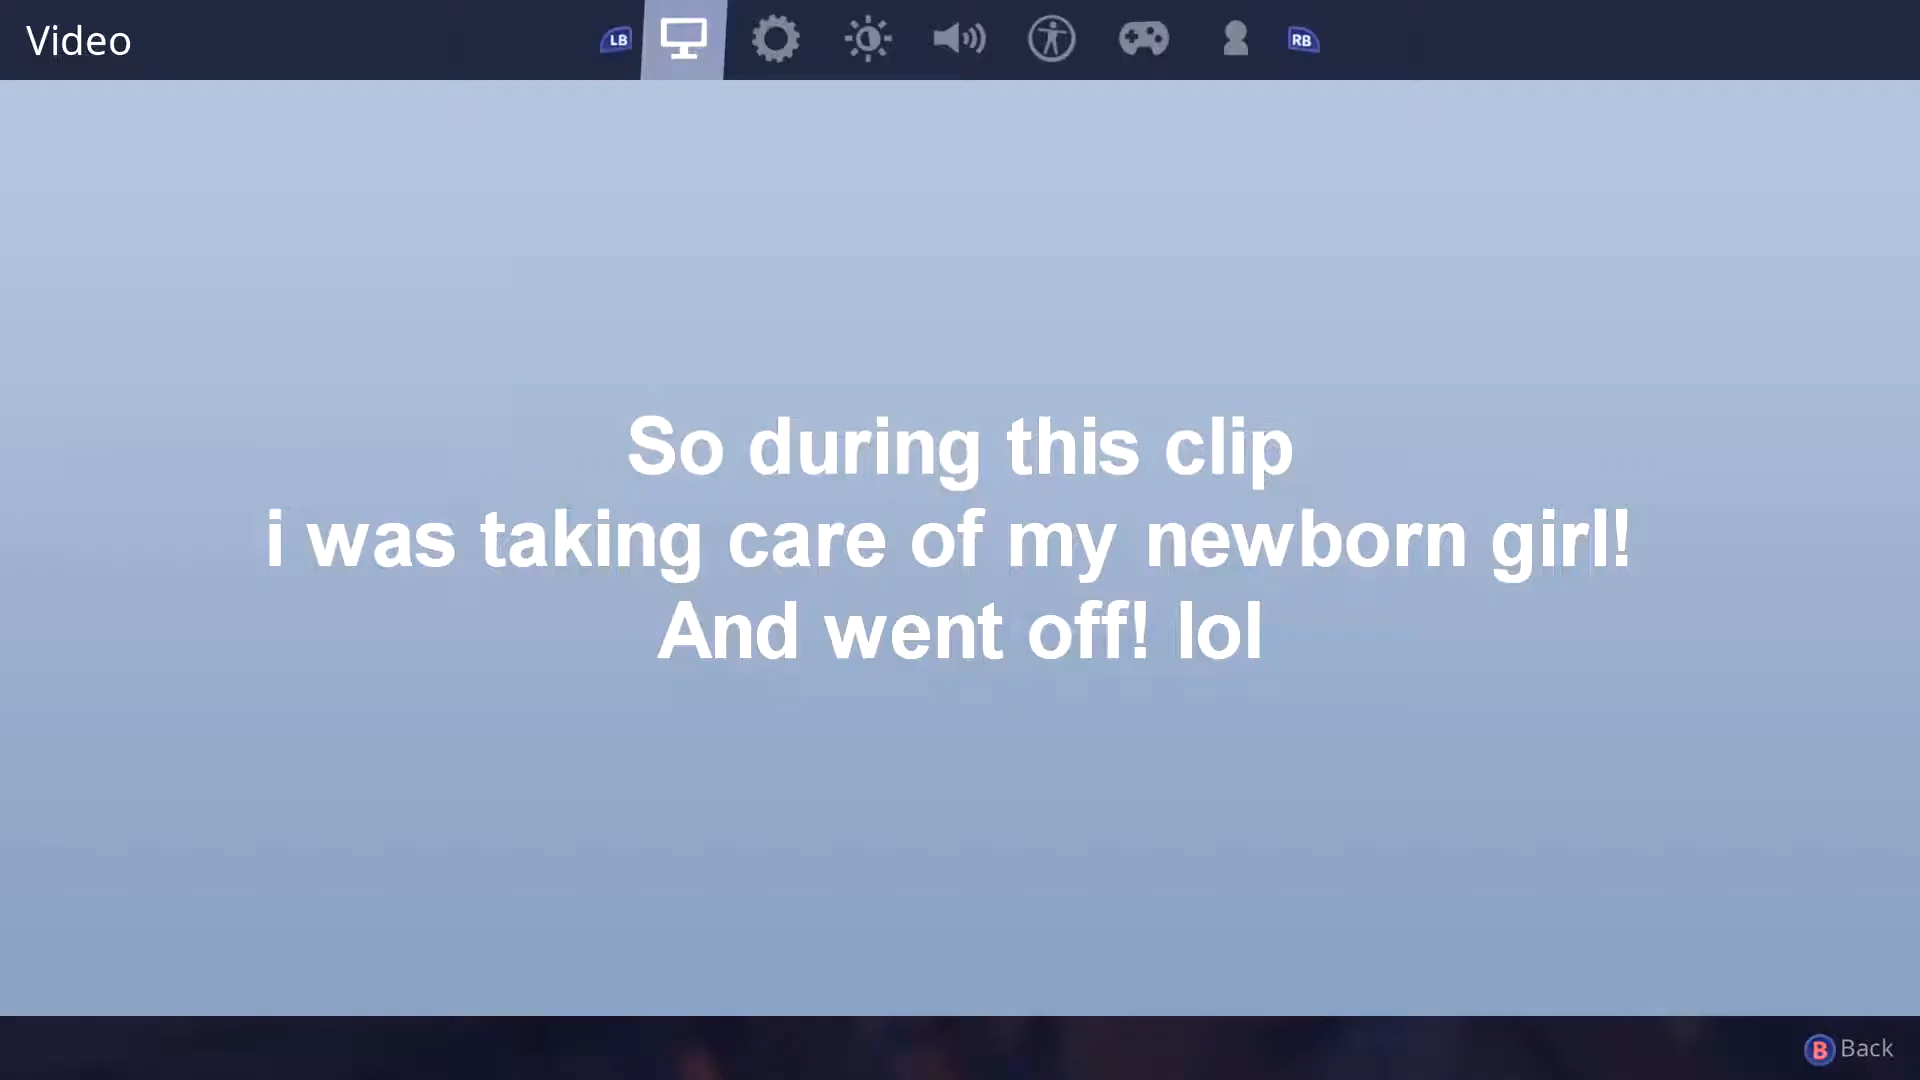 Video
LB
RB
So during this clip
i was taking care of my newborn girl!
And went off! lol
B Back